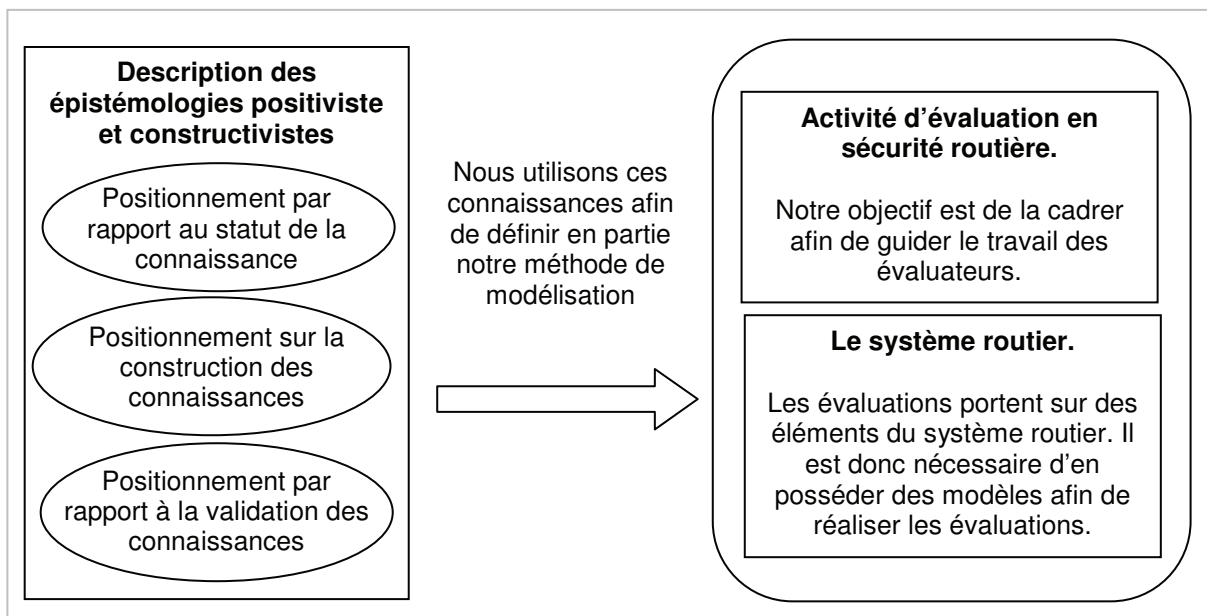 Description des
épistémologies positiviste
et constructivistes
Positionnement par
rapport au statut de la
connaissance
Positionnement sur la
construction des
connaissances
Positionnement par
rapport à la validation des
connaissances
Nous utilisons ces
connaissances afin
de définir en partie
notre méthode de
modélisation
Activité d'évaluation en
sécurité routière.
Notre objectif est de la cadrer
afin de guider le travail des
évaluateurs.
Le système routier.
Les évaluations portent sur des
éléments du système routier. Il
est donc nécessaire d'en
posséder des modèles afin de
réaliser les évaluations.